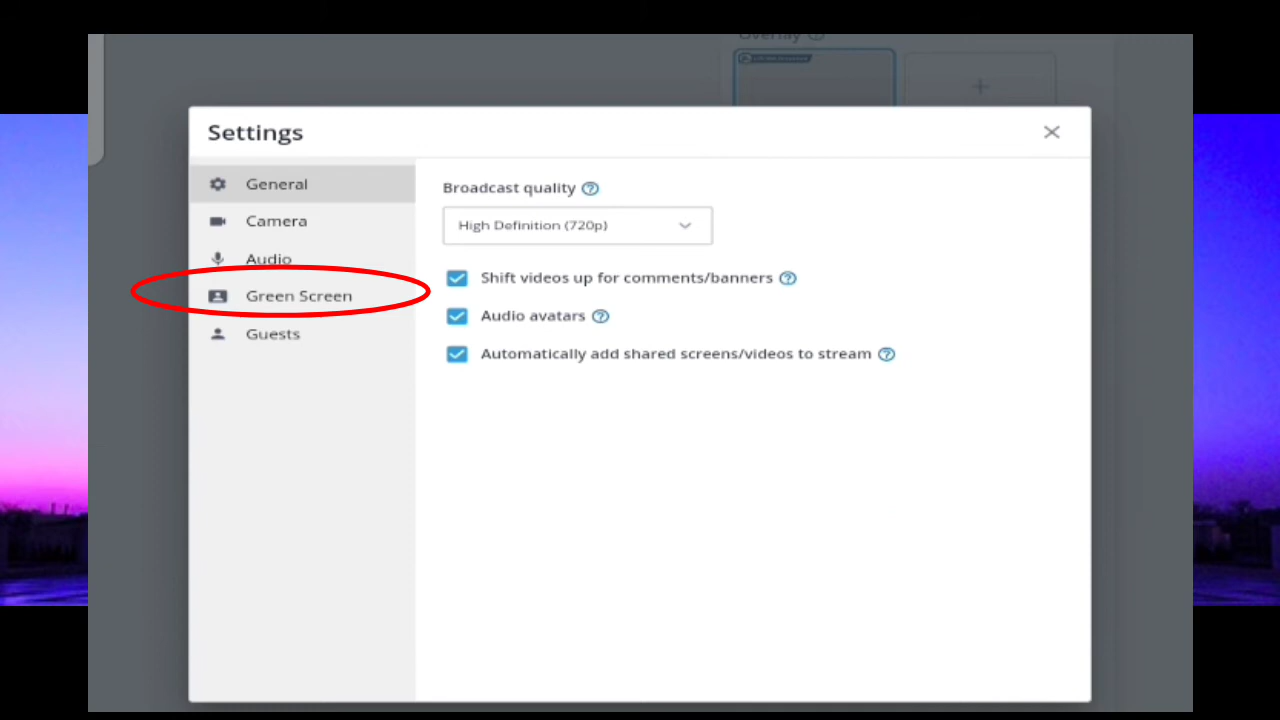 Overlay
Settings
General
Camera
Audio
Green Screen
Guests
Broadcast quality
High Definition (720p)
Shift videos up for comments/banners
Audio avatars
Automatically add shared screens/videos to stream